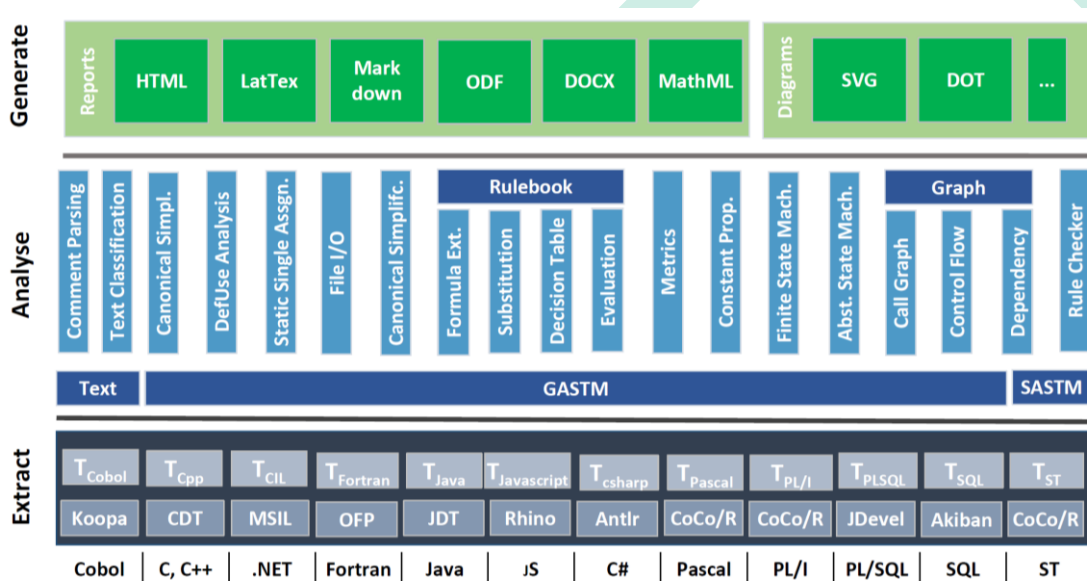 Generate
Reports
HTML
LatTex
Mark
down
ODF
DOCX
MathML
Diagrams
SVG
DOT
...
Analyse
Comment Parsing
Text Classification
Canonical Simpl.
DefUse Analysis
Static Single Assgn.
File I/O
Canonical Simplifc.
Rulebook
Formula Ext.
Substitution
Decision Table
Evaluation
Metrics
Constant Prop.
Finite State Mach.
Abst. State Mach.
Graph
Call Graph
Control Flow
Dependency
Rule Checker
Text
GASTM
SASTM
Extract
TCobol
TCpp
TCIL
TFortran
TJava
TJavascript
Tcsharp
TPascal
TPL/I
TPLSQL
TSQL
TST
Koopa
CDT
MSIL
OFP
JDT
Rhino
Antlr
CoCo/R
CoCo/R
JDevel
Akiban
CoCo/R
Cobol
C, C++
.NET
Fortran
Java
JS
C#
Pascal
PL/I
PL/SQL
SQL
ST